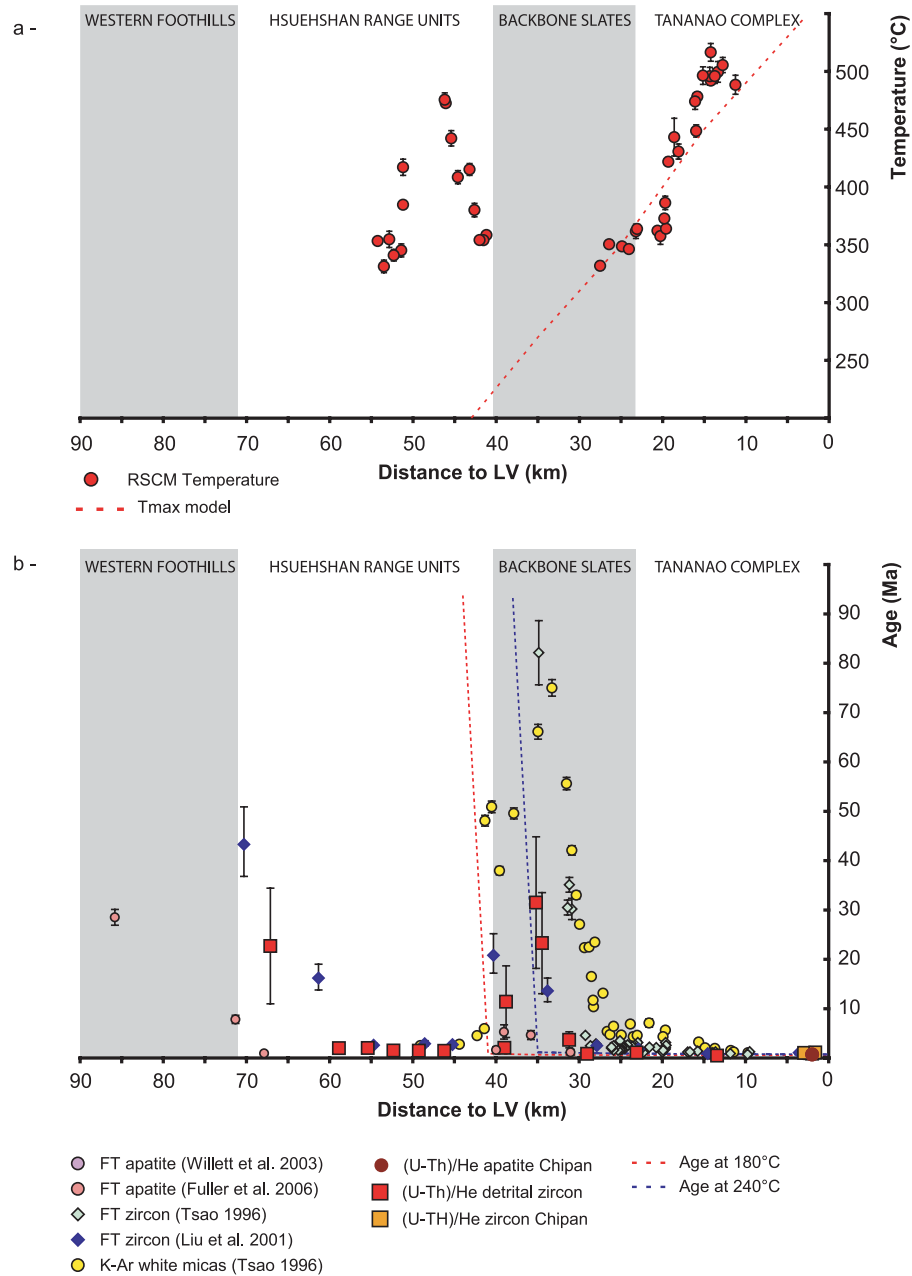 a -
WESTERN FOOTHILLS HSUEHSHAN RANGE UNITS BACKBONE SLATES TANANAO COMPLEX
Temperature (°C)
500
450
400
350
300
250
90 80 70 60 50 40 30 20 10 0
Distance to LV (km)
RSCM Temperature
Tmax model
b -
WESTERN FOOTHILLS HSUEHSHAN RANGE UNITS BACKBONE SLATES TANANAO COMPLEX
Age (Ma)
90
80
70
60
50
40
30
20
10
0
90 80 70 60 50 40 30 20 10 0
Distance to LV (km)
FT apatite (Willett et al. 2003)
FT apatite (Fuller et al. 2006)
FT zircon (Tsao 1996)
FT zircon (Liu et al. 2001)
K-Ar white micas (Tsao 1996)
(U-Th)/He apatite Chipan
(U-Th)/He detrital zircon
(U-TH)/He zircon Chipan
Age at 180°C
Age at 240°C